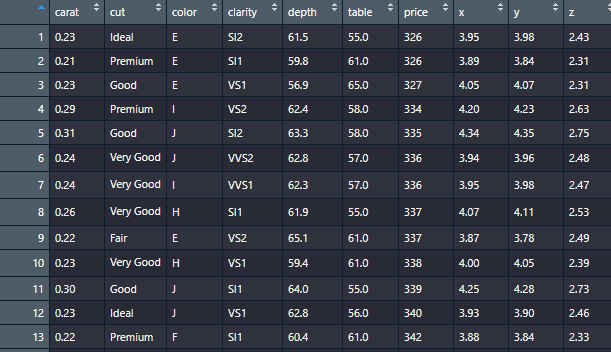 carat cut color clarity depth table price x y z
1 0.23 Ideal E SI2 61.5 55.0 326 3.95 3.98 2.43
2 0.21 Premium E SI1 59.8 61.0 326 3.89 3.84 2.31
3 0.23 Good E VS1 56.9 65.0 327 4.05 4.07 2.31
4 0.29 Premium I VS2 62.4 58.0 334 4.20 4.23 2.63
5 0.31 Good J SI2 63.3 58.0 335 4.34 4.35 2.75
6 0.24 Very Good J VVS2 62.8 57.0 336 3.94 3.96 2.48
7 0.24 Very Good I VVS1 62.3 57.0 336 3.95 3.98 2.47
8 0.26 Very Good H SI1 61.9 55.0 337 4.07 4.11 2.53
9 0.22 Fair E VS2 65.1 61.0 337 3.87 3.78 2.49
10 0.23 Very Good H VS1 59.4 61.0 338 4.00 4.05 2.39
11 0.30 Good J SI1 64.0 55.0 339 4.25 4.28 2.73
12 0.23 Ideal J VS1 62.8 56.0 340 3.93 3.90 2.46
13 0.22 Premium F SI1 60.4 61.0 342 3.88 3.84 2.33